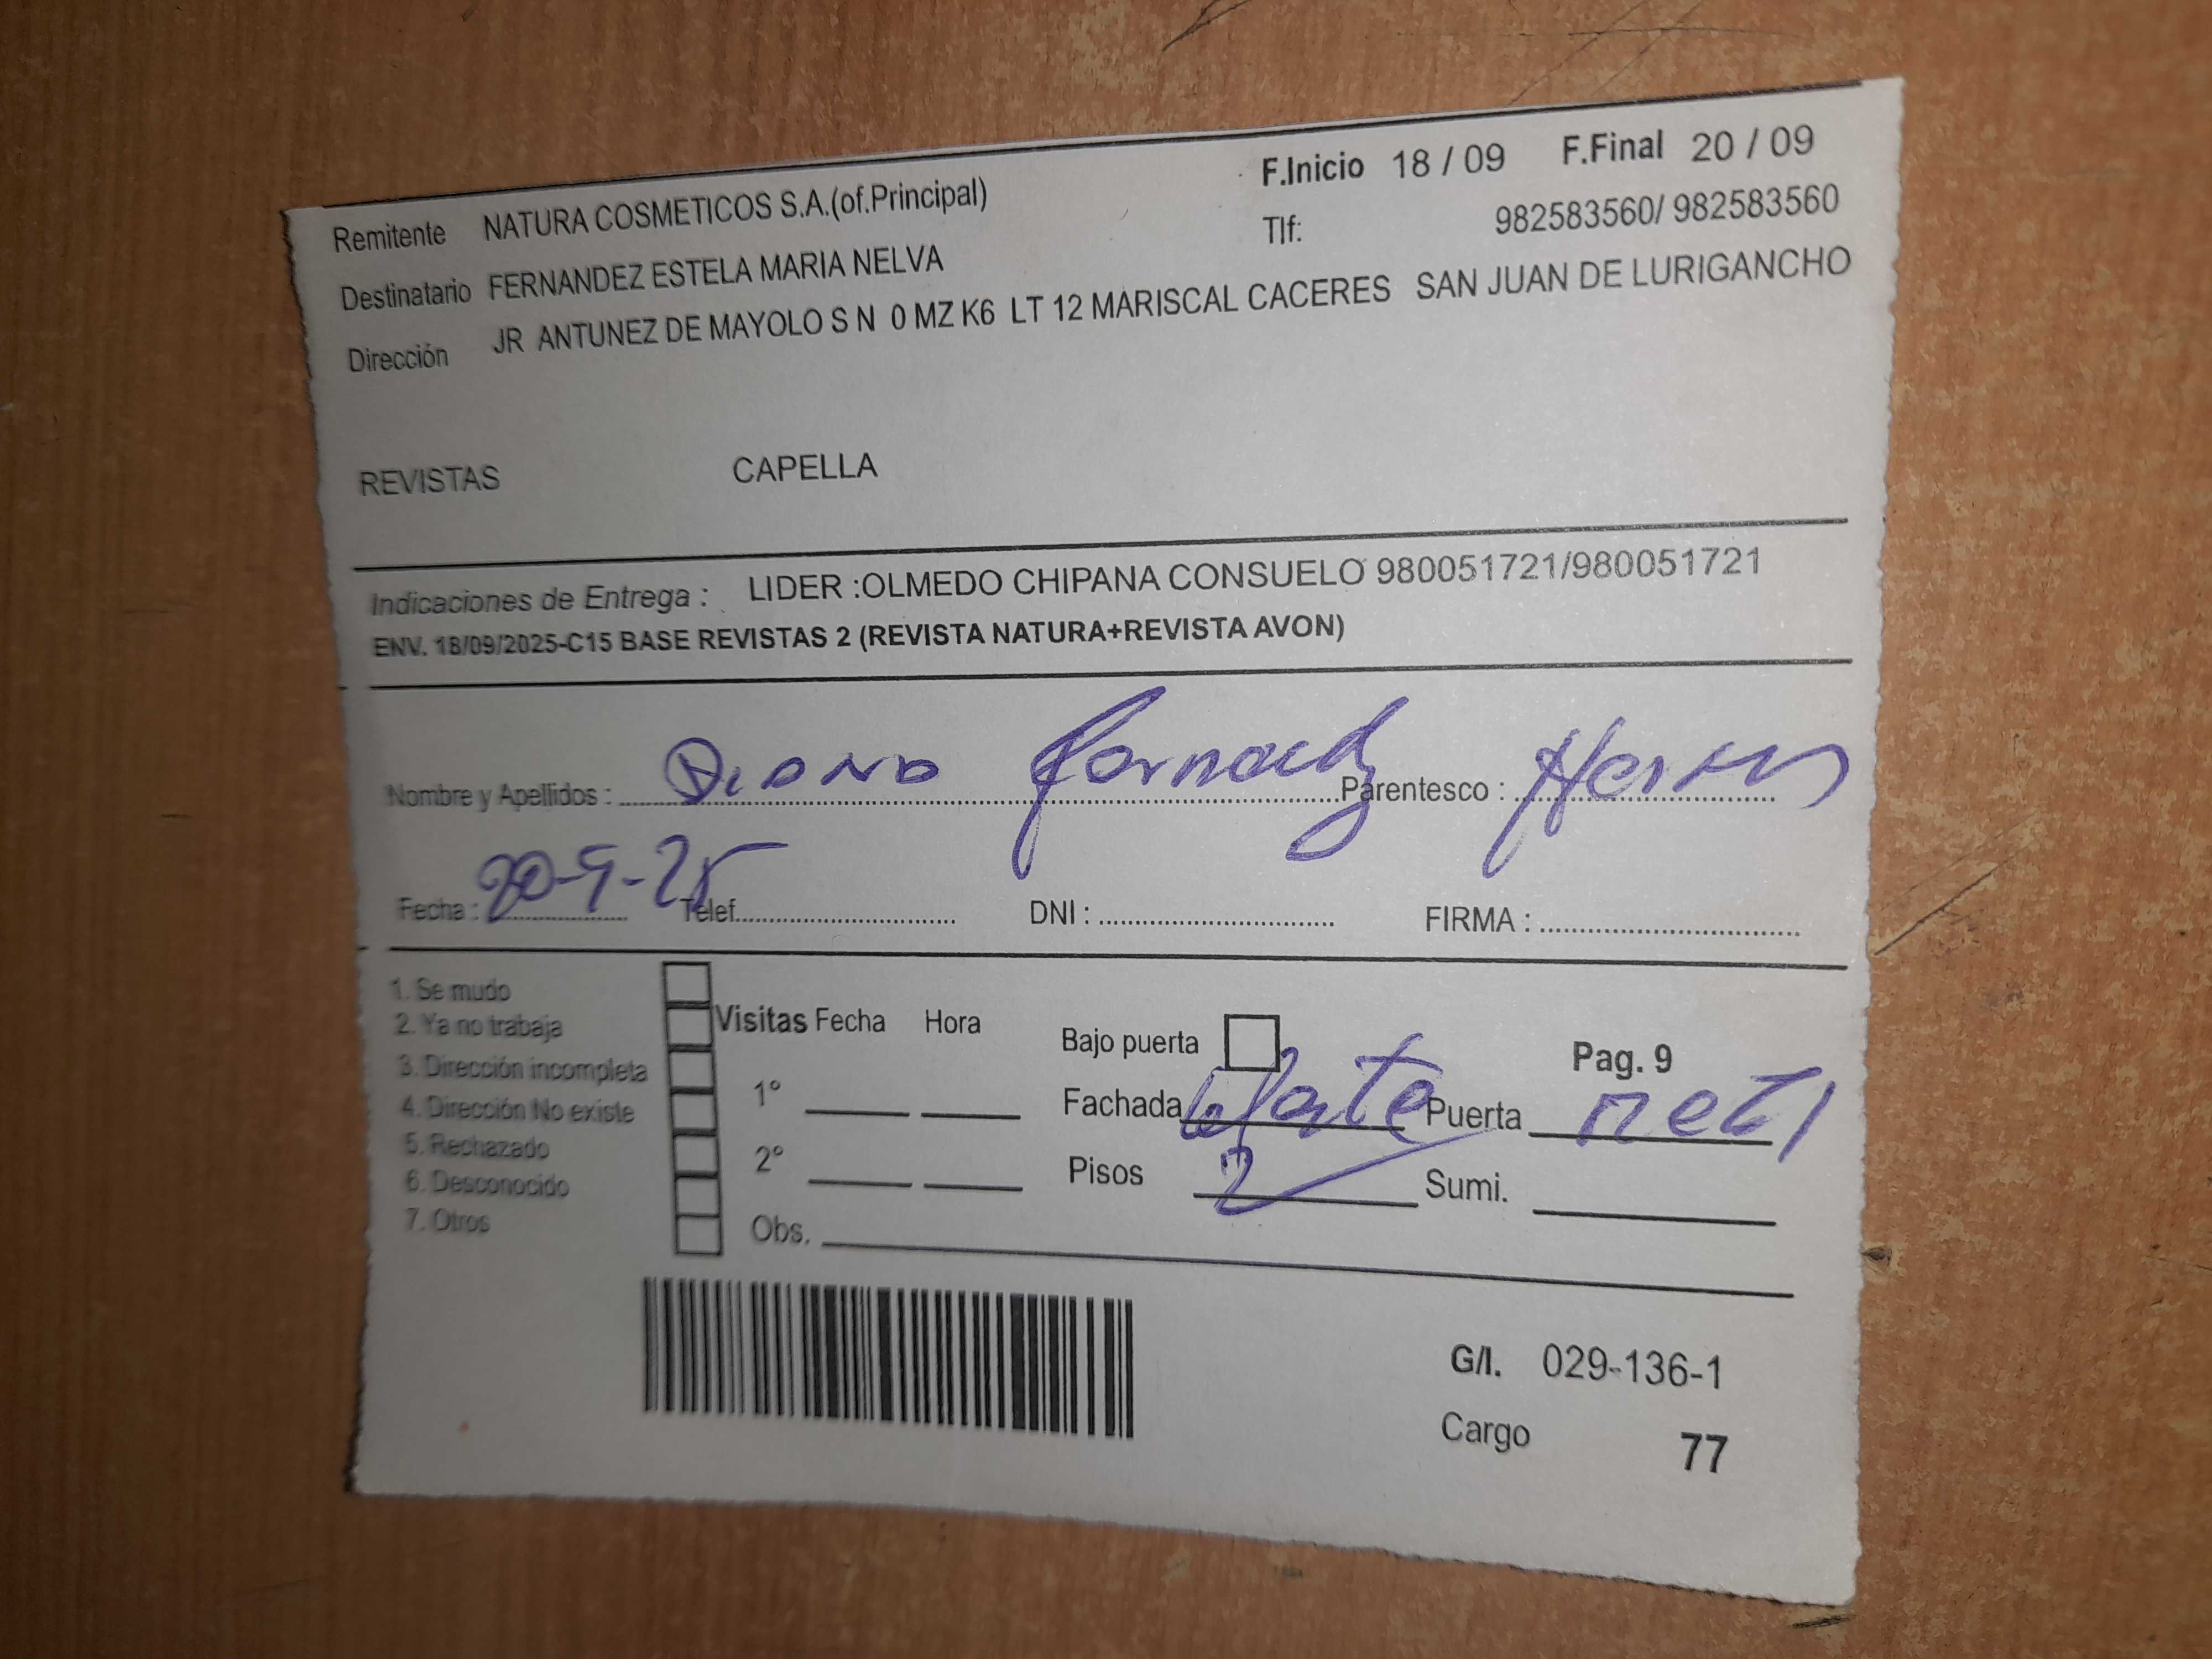 F.Inicio 18 / 09 F.Final 20 / 09
Remitente NATURA COSMETICOS S.A.(of.Principal)
Tlf: 982583560/ 982583560
Destinatario FERNANDEZ ESTELA MARIA NELVA
Dirección JR ANTUNEZ DE MAYOLO S N 0 MZ K6 LT 12 MARISCAL CACERES SAN JUAN DE LURIGANCHO
REVISTAS CAPELLA
Indicaciones de Entrega : LIDER :OLMEDO CHIPANA CONSUELO 980051721/980051721
ENV. 18/09/2025-C15 BASE REVISTAS 2 (REVISTA NATURA+REVISTA AVON)
Nombre y Apellidos : Diana Parentesco :
Fecha : 20-9-25 Telef. DNI : FIRMA :
1. Se mudo
2. Ya no trabaja
3. Dirección incompleta
4. Dirección No existe
5. Rechazado
6. Desconocido
7. Otros
Visitas Fecha Hora
1°
2°
Obs.
Bajo puerta
Fachada
Pisos 2
Pag. 9
Puerta
Sumi.
G/I. 029-136-1
Cargo 77